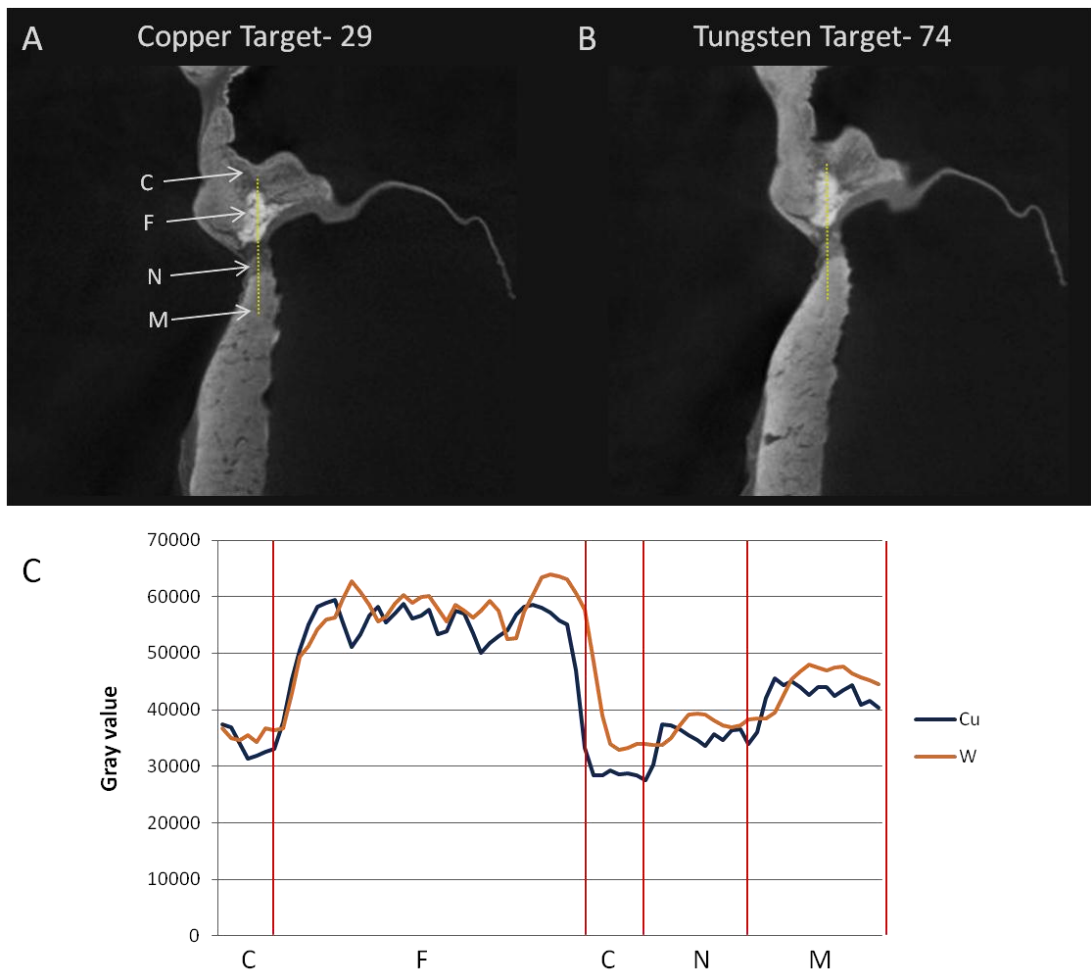 A
Copper Target- 29
B
Tungsten Target- 74
C
F
N
M
C
70000
60000
50000
40000
30000
20000
10000
0
Gray value
Cu
W
C
F
C
N
M